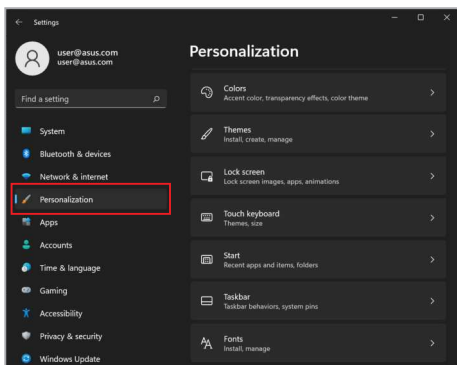 Settings
user@asus.com
user@asus.com
Find a setting
System
Bluetooth & devices
Network & internet
Personalization
Apps
Accounts
Time & language
Gaming
Accessibility
Privacy & security
Windows Update
Personalization
Colors
Accent color, transparency effects, color theme
Themes
Install, create, manage
Lock screen
Lock screen images, apps, animations
Touch keyboard
Themes, size
Start
Recent apps and items, folders
Taskbar
Taskbar behaviors, system pins
Fonts
Install, manage